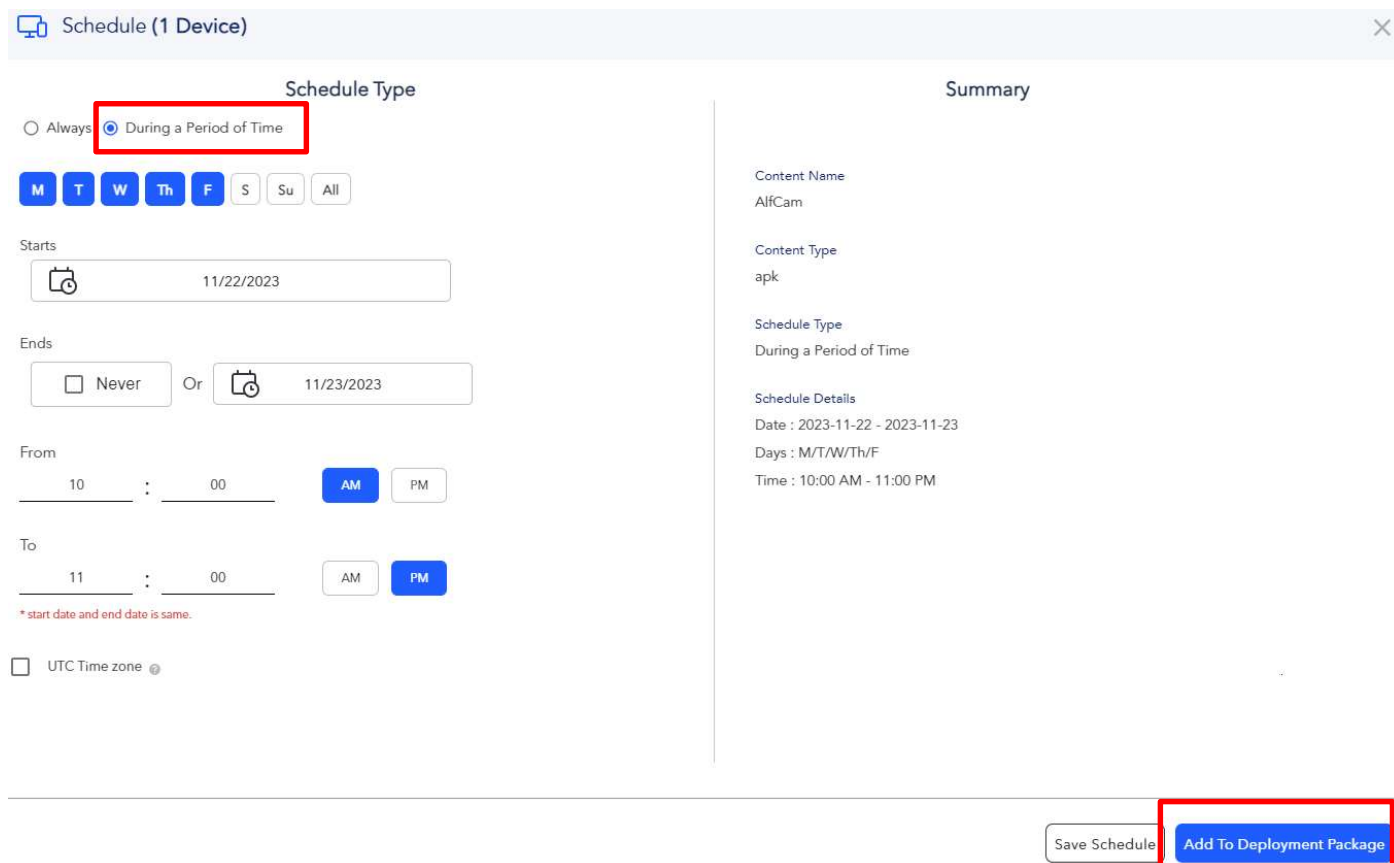 Schedule (1 Device)
Schedule Type
Always During a Period of Time
M T W Th F S Su All
Starts
11/22/2023
Ends
Never Or 11/23/2023
From
10 : 00 AM PM
To
11 : 00 AM PM
* start date and end date is same.
UTC Time zone ?
Summary
Content Name
AlfCam
Content Type
apk
Schedule Type
During a Period of Time
Schedule Details
Date : 2023-11-22 - 2023-11-23
Days : M/T/W/Th/F
Time : 10:00 AM - 11:00 PM
Save Schedule Add To Deployment Package